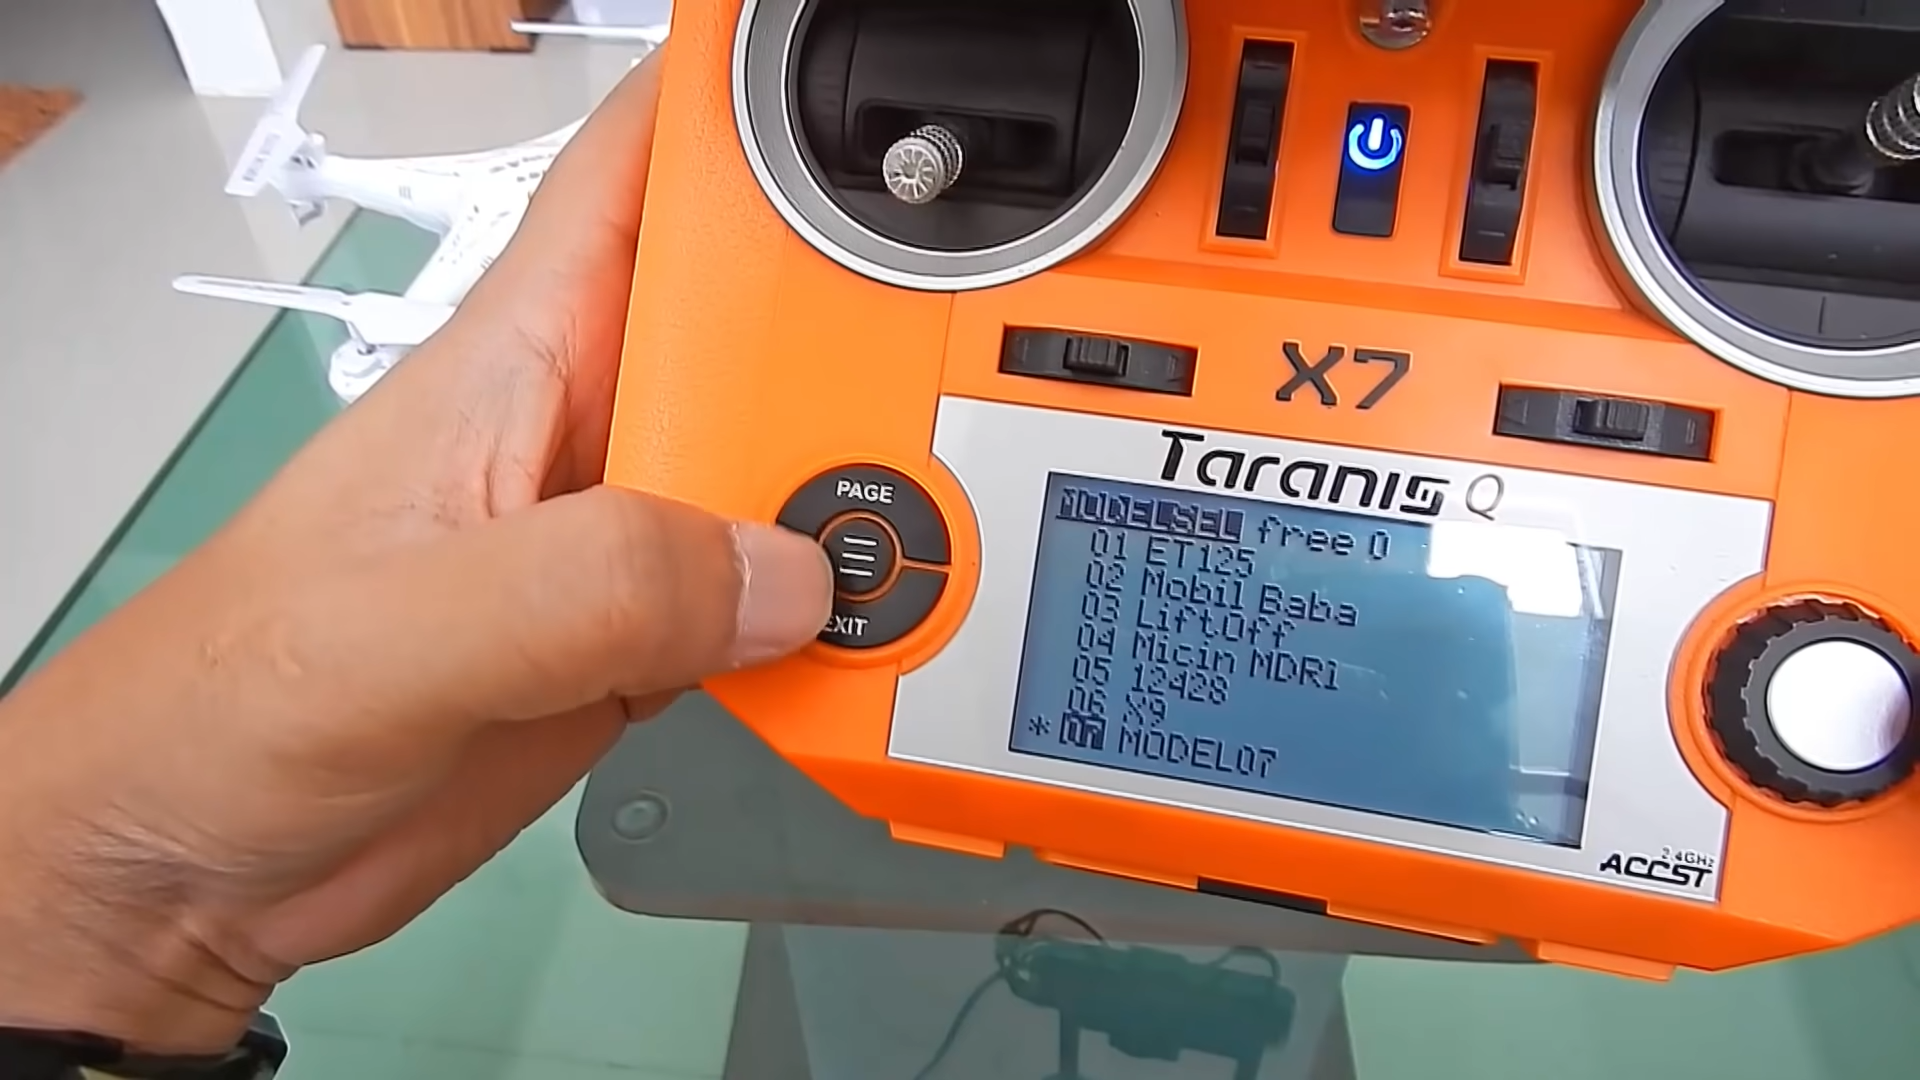 X7
Taranis Q
PAGE
EXIT
MODELSEL free 0
01 ET125
02 Mobil Baba
03 LiftOff
04 Micin MDR1
05 12428
06 X9
* 07 MODEL07
2.4GHz
ACCST